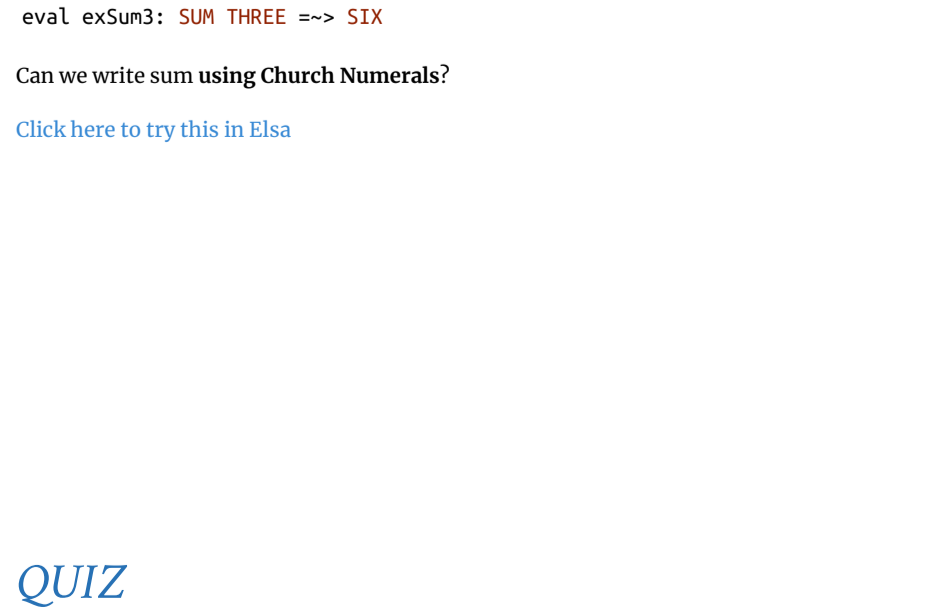 eval exSum3: SUM THREE =~> SIX
Can we write sum using Church Numerals?
Click here to try this in Elsa
QUIZ